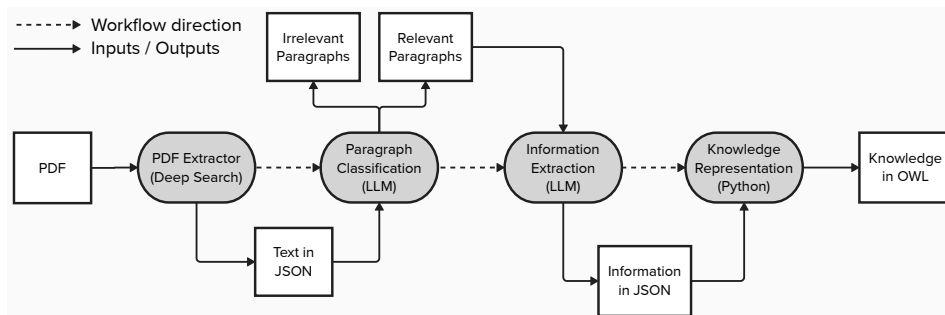 Workflow direction
Inputs / Outputs
Irrelevant
Paragraphs
Relevant
Paragraphs
PDF
PDF Extractor
(Deep Search)
Paragraph
Classification
(LLM)
Information
Extraction
(LLM)
Knowledge
Representation
(Python)
Knowledge
in OWL
Text in
JSON
Information
in JSON